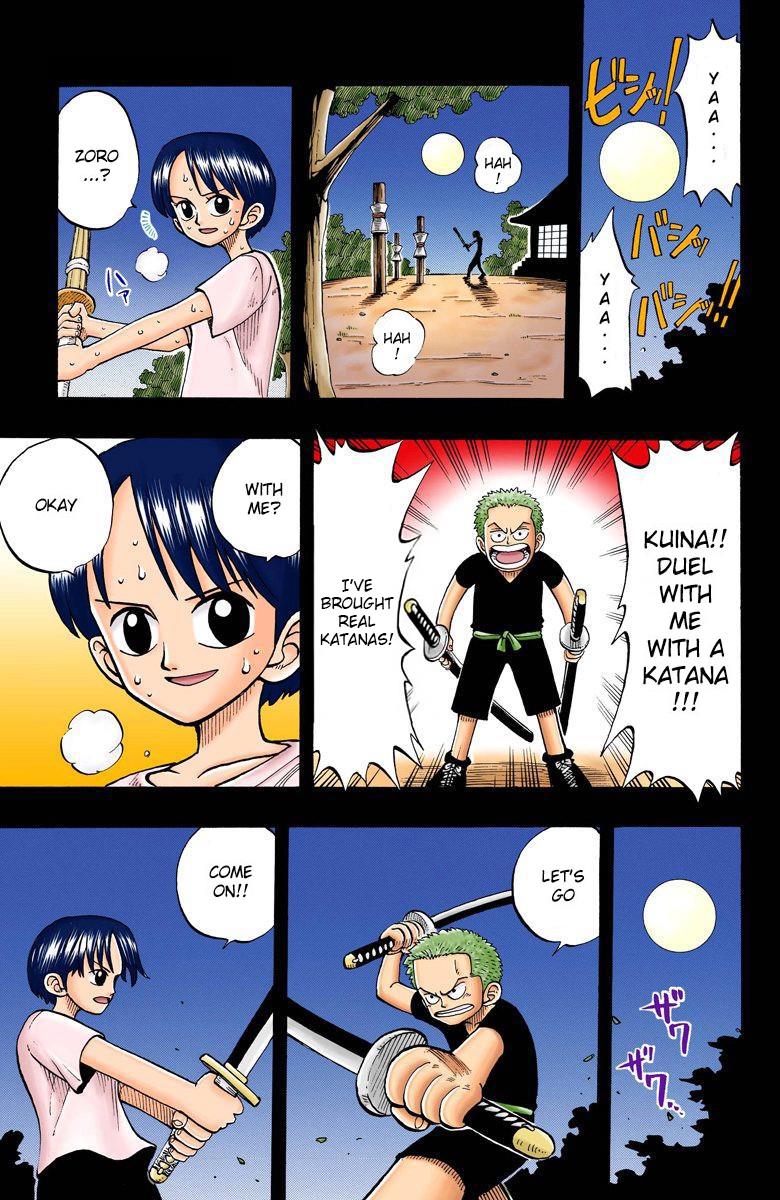 YAA...
ビシッ!
バシッ
バシッ!!
YAA...
HAH
!
HAH
!
ZORO
...?
ハァ
KUINA!!
DUEL
WITH
ME
WITH A
KATANA
!!!
I'VE
BROUGHT
REAL
KATANAS!
WITH
ME?
OKAY
ザワ
ザワ...
LET'S
GO
COME
ON!!